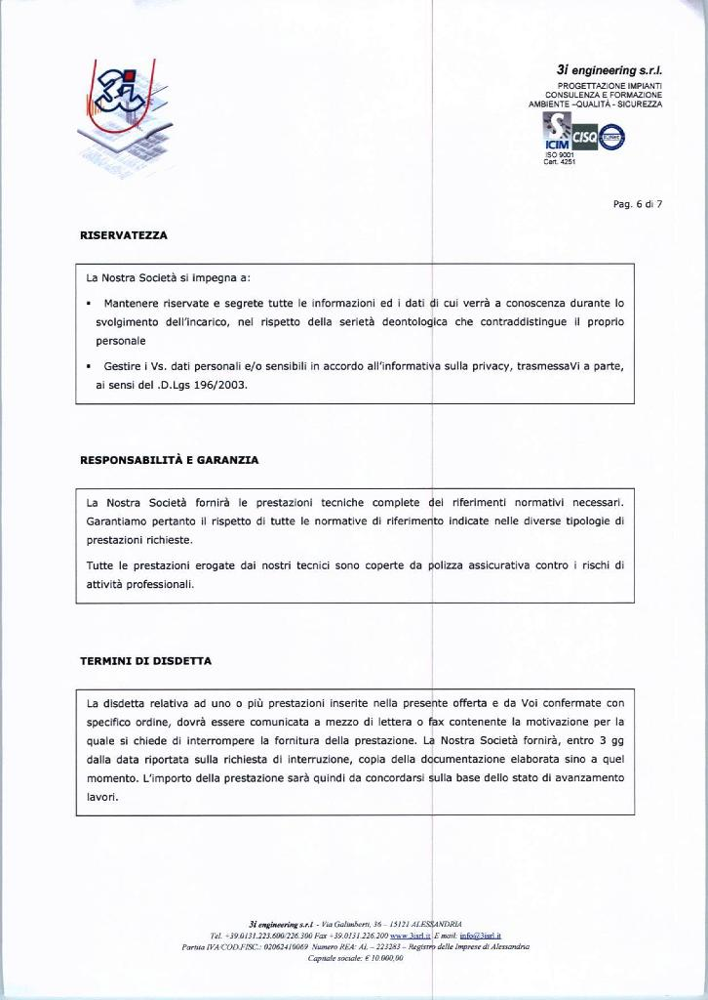 3i
3i engineering s.r.l.
PROGETTAZIONE IMPIANTI
CONSULENZA E FORMAZIONE
AMBIENTE –QUALITÀ - SICUREZZA
S
ICIM
CISQ
ISO 9001
Cert. 4251
Pag. 6 di 7
RISERVATEZZA
La Nostra Società si impegna a:
▪ Mantenere riservate e segrete tutte le informazioni ed i dati di cui verrà a conoscenza durante lo
svolgimento dell'incarico, nel rispetto della serietà deontologica che contraddistingue il proprio
personale
▪ Gestire i Vs. dati personali e/o sensibili in accordo all'informativa sulla privacy, trasmessaVi a parte,
ai sensi del .D.Lgs 196/2003.
RESPONSABILITÀ E GARANZIA
La Nostra Società fornirà le prestazioni tecniche complete dei riferimenti normativi necessari.
Garantiamo pertanto il rispetto di tutte le normative di riferimento indicate nelle diverse tipologie di
prestazioni richieste.
Tutte le prestazioni erogate dai nostri tecnici sono coperte da polizza assicurativa contro i rischi di
attività professionali.
TERMINI DI DISDETTA
La disdetta relativa ad uno o più prestazioni inserite nella presente offerta e da Voi confermate con
specifico ordine, dovrà essere comunicata a mezzo di lettera o fax contenente la motivazione per la
quale si chiede di interrompere la fornitura della prestazione. La Nostra Società fornirà, entro 3 gg
dalla data riportata sulla richiesta di interruzione, copia della documentazione elaborata sino a quel
momento. L'importo della prestazione sarà quindi da concordarsi sulla base dello stato di avanzamento
lavori.
3i engineering s.r.l - Via Galimberti, 36 – 15121 ALESSANDRIA
Tel. +39.0131.223.600/226.300 Fax +39.0131.226.200 www.3isrl.it E mail: info@3isrl.it
Partita IVA/COD.FISC.: 02062410069 Numero REA: AL – 223283 – Registro delle Imprese di Alessandria
Capitale sociale: € 10.000,00